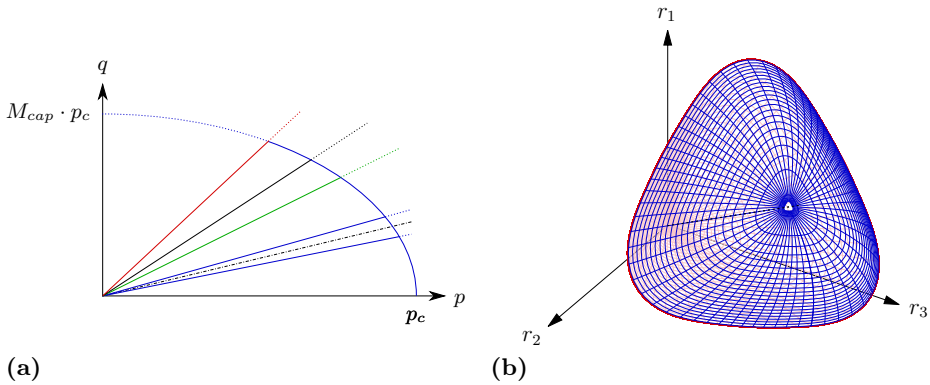 q
M_{cap} · p_c
p
p_c
(a)
r_1
r_2
r_3
(b)